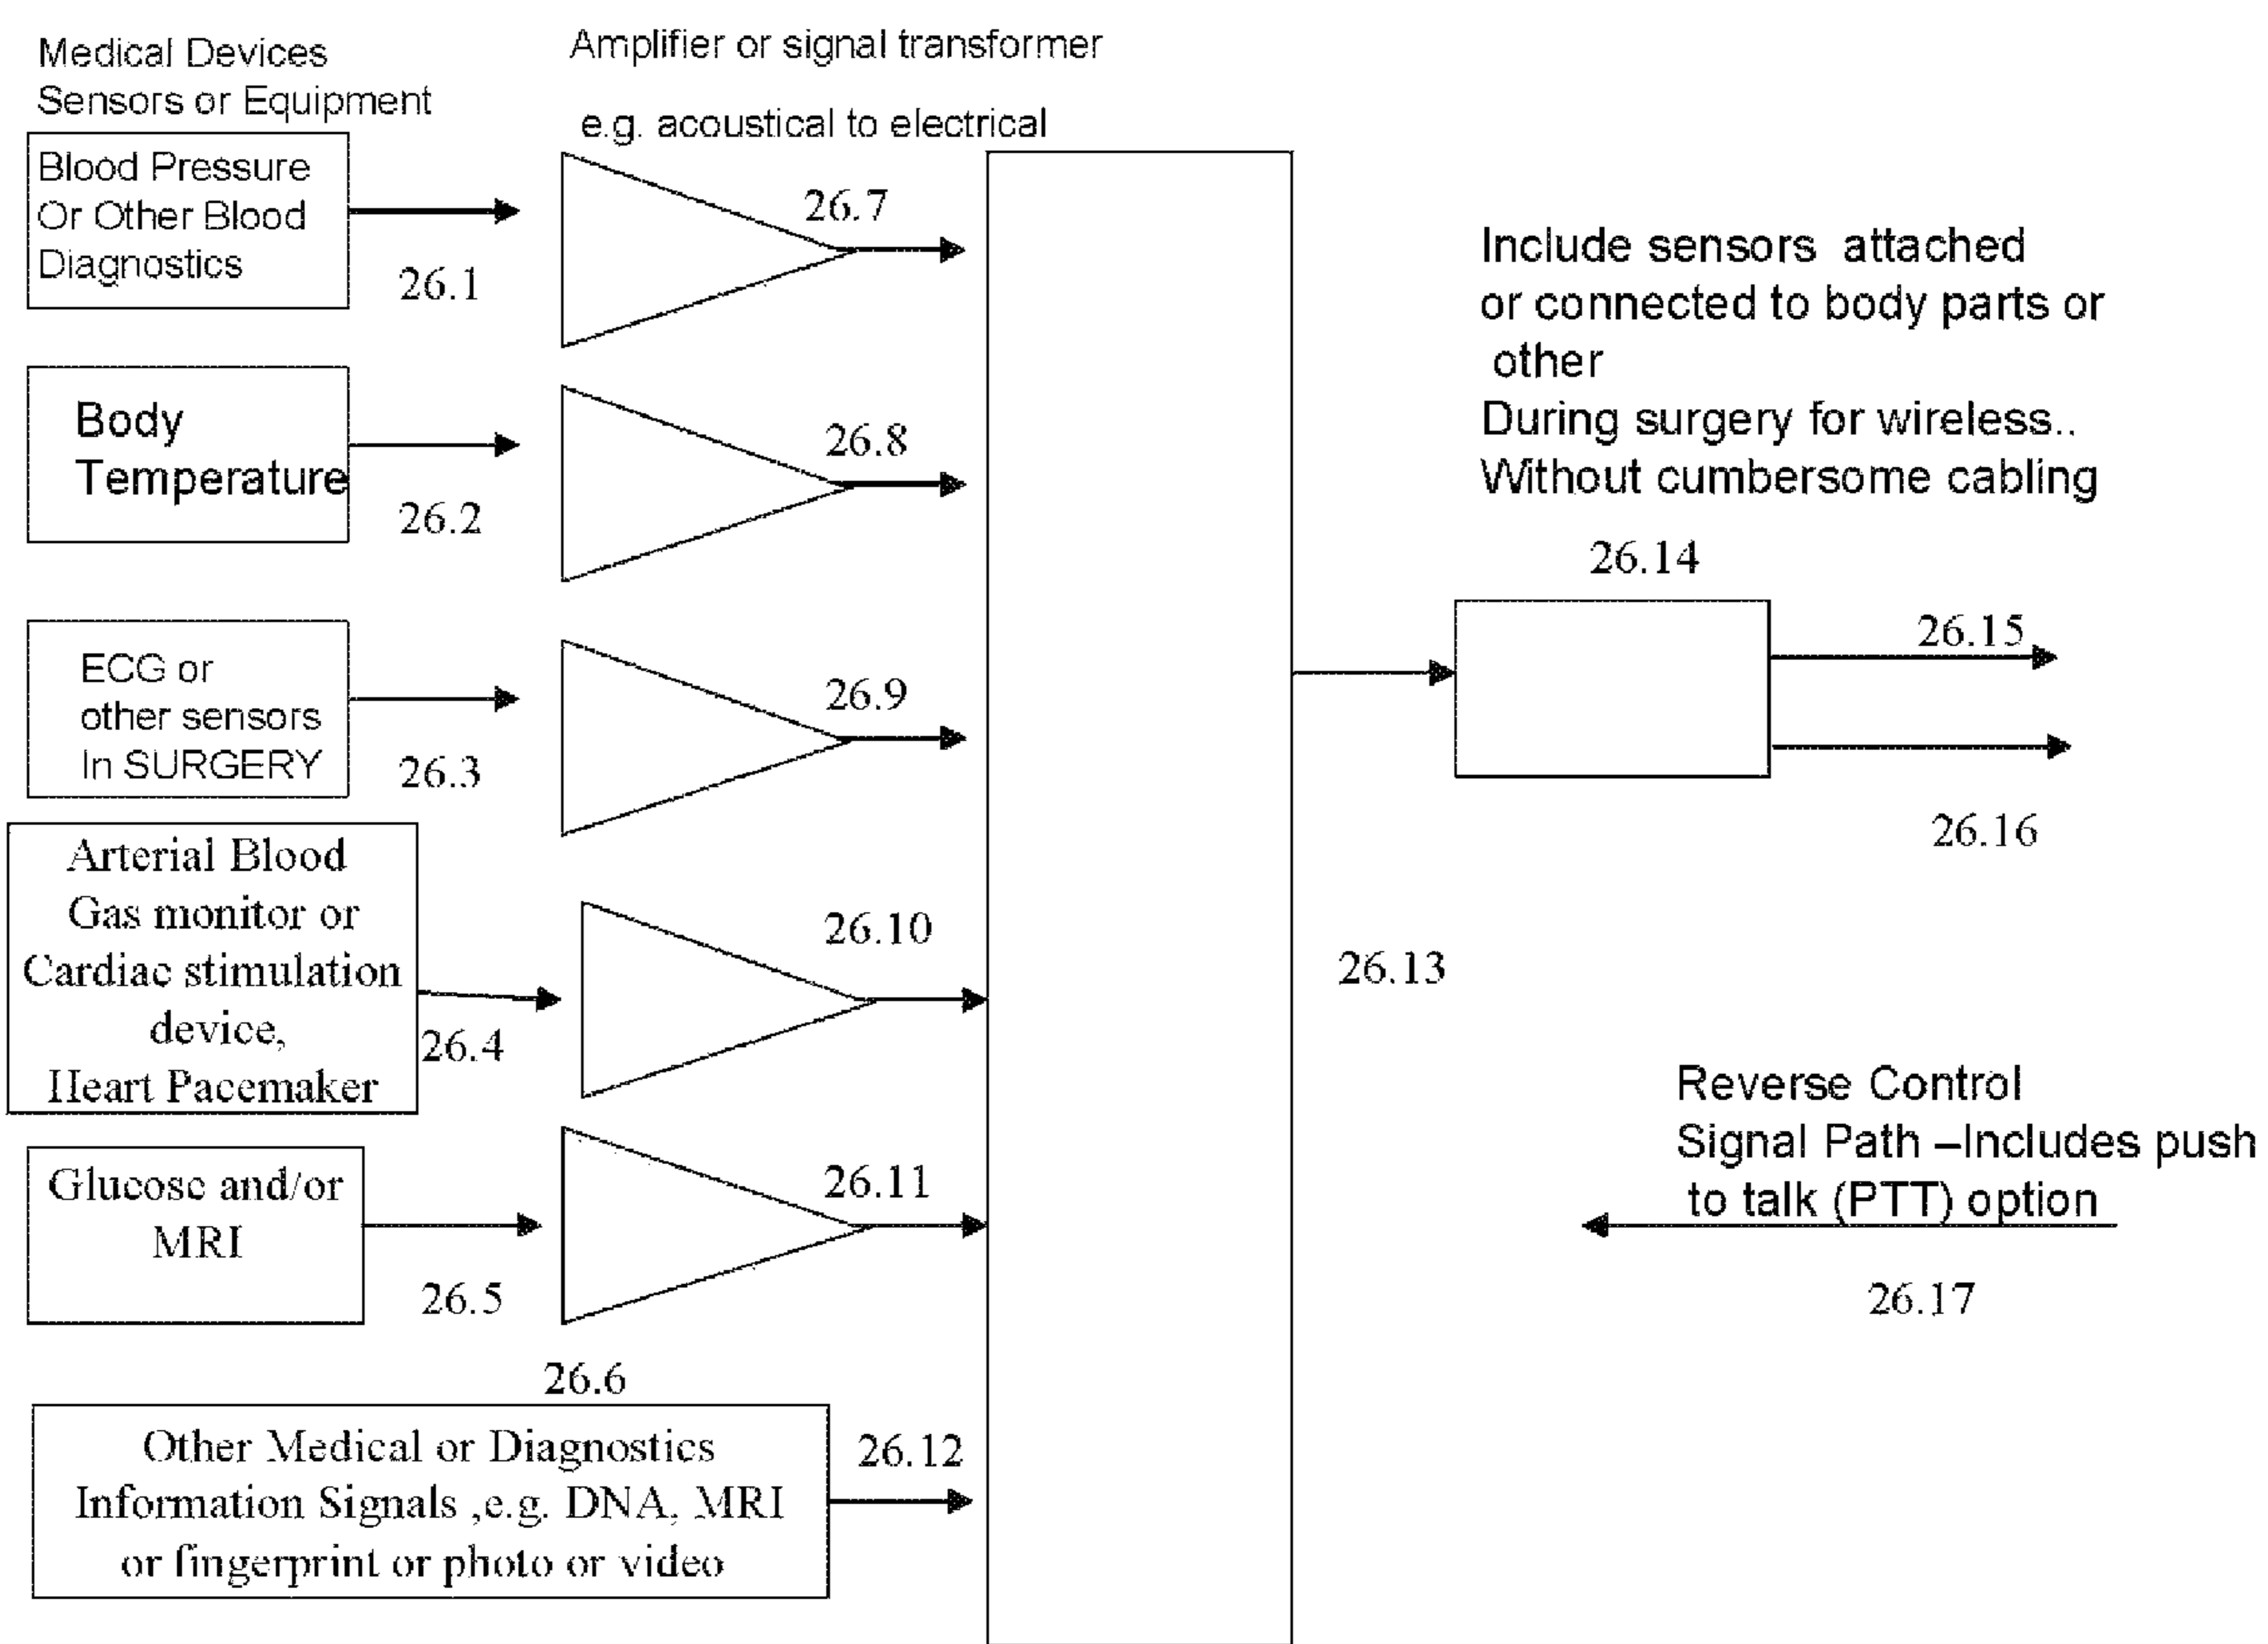 Medical Devices
Sensors or Equipment
Amplifier or signal transformer
e.g. acoustical to electrical
Blood Pressure
Or Other Blood
Diagnostics
26.1
26.7
Body
Temperature
26.2
26.8
ECG or
other sensors
In SURGERY
26.3
26.9
Arterial Blood
Gas monitor or
Cardiac stimulation
device,
Heart Pacemaker
26.4
26.10
Glucose and/or
MRI
26.5
26.11
26.6
Other Medical or Diagnostics
Information Signals ,e.g. DNA, MRI
or fingerprint or photo or video
26.12
26.13
Include sensors attached
or connected to body parts or
other
During surgery for wireless..
Without cumbersome cabling
26.14
26.15
26.16
Reverse Control
Signal Path –Includes push
to talk (PTT) option
26.17